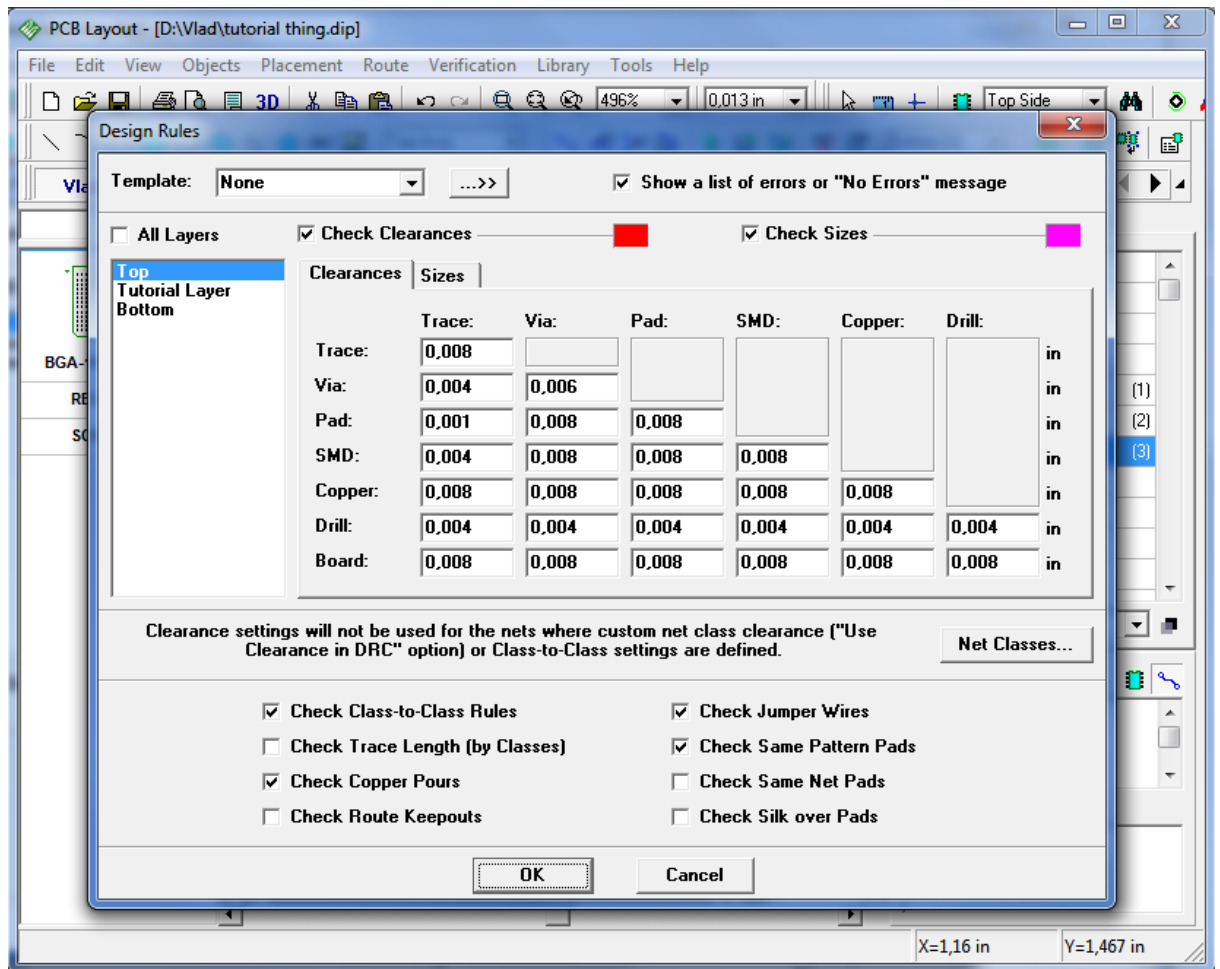 PCB Layout - [D:\Vlad\tutorial thing.dip]
File Edit View Objects Placement Route Verification Library Tools Help
3D 496% 0,013 in Top Side
Design Rules
Template: None ...>> Show a list of errors or "No Errors" message
All Layers Check Clearances Check Sizes
Top
Tutorial Layer
Bottom
Clearances Sizes
Trace: Via: Pad: SMD: Copper: Drill:
Trace: 0,008 in
Via: 0,004 0,006 in
Pad: 0,001 0,008 0,008 in
SMD: 0,004 0,008 0,008 0,008 in
Copper: 0,008 0,008 0,008 0,008 0,008 in
Drill: 0,004 0,004 0,004 0,004 0,004 0,004 in
Board: 0,008 0,008 0,008 0,008 0,008 0,008 in
BGA-
(1)
(2)
(3)
Clearance settings will not be used for the nets where custom net class clearance ("Use
Clearance in DRC" option) or Class-to-Class settings are defined.
Net Classes...
Check Class-to-Class Rules Check Jumper Wires
Check Trace Length (by Classes) Check Same Pattern Pads
Check Copper Pours Check Same Net Pads
Check Route Keepouts Check Silk over Pads
OK Cancel
X=1,16 in Y=1,467 in